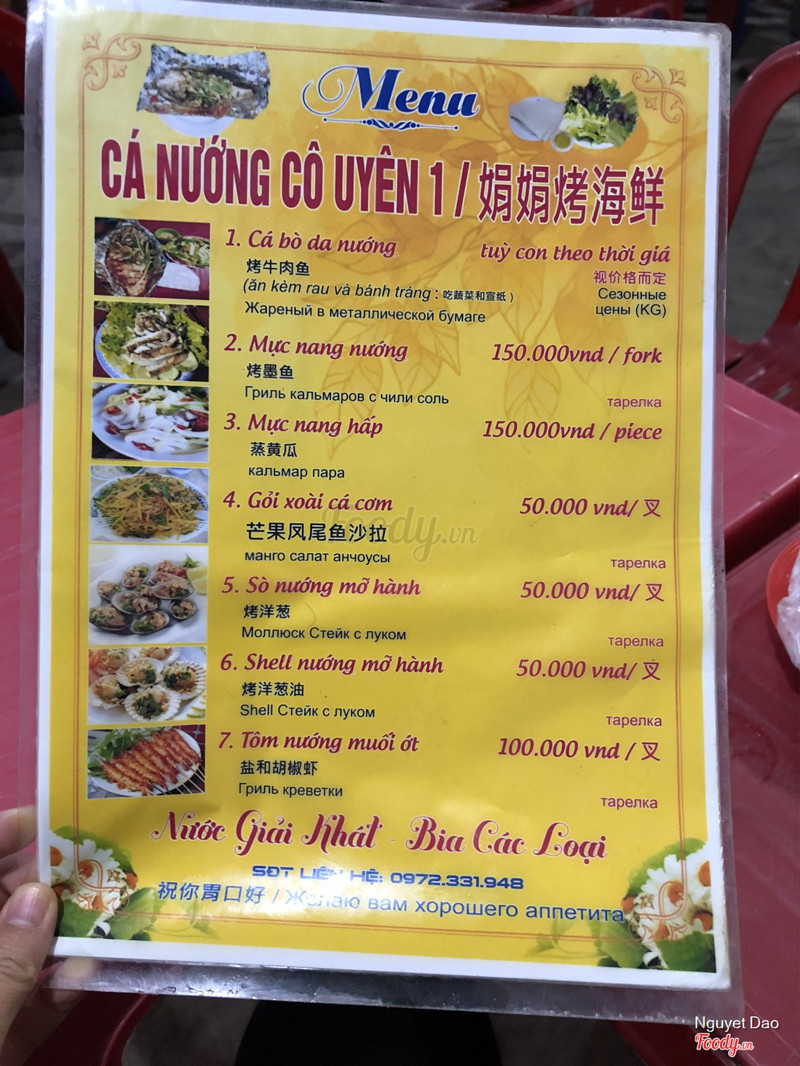 Menu
CÁ NƯỚNG CÔ UYÊN 1 / 娟娟烤海鲜
1. Cá bò da nướng tuỳ con theo thời giá
烤牛肉鱼 视价格而定
(ăn kèm rau và bánh tráng : 吃蔬菜和宣纸 ) Сезонные
Жареный в металлической бумаге цены (KG)
2. Mực nang nướng 150.000vnd / fork
烤墨鱼
Гриль кальмаров с чили соль тарелка
3. Mực nang hấp 150.000vnd / piece
蒸黄瓜
кальмар пара
4. Gỏi xoài cá cơm 50.000 vnd/ 叉
芒果凤尾鱼沙拉
манго салат анчоусы тарелка
5. Sò nướng mỡ hành 50.000 vnd/ 叉
烤洋葱
Моллюск Стейк с луком тарелка
6. Shell nướng mỡ hành 50.000 vnd/ 叉
烤洋葱油
Shell Стейк с луком тарелка
7. Tôm nướng muối ớt 100.000 vnd / 叉
盐和胡椒虾
Гриль креветки тарелка
Nước Giải Khát - Bia Các Loại
SĐT LIÊN HỆ: 0972.331.948
祝你胃口好 / Желаю вам хорошего аппетита
Foody.vn
Nguyet Dao
Foody.vn